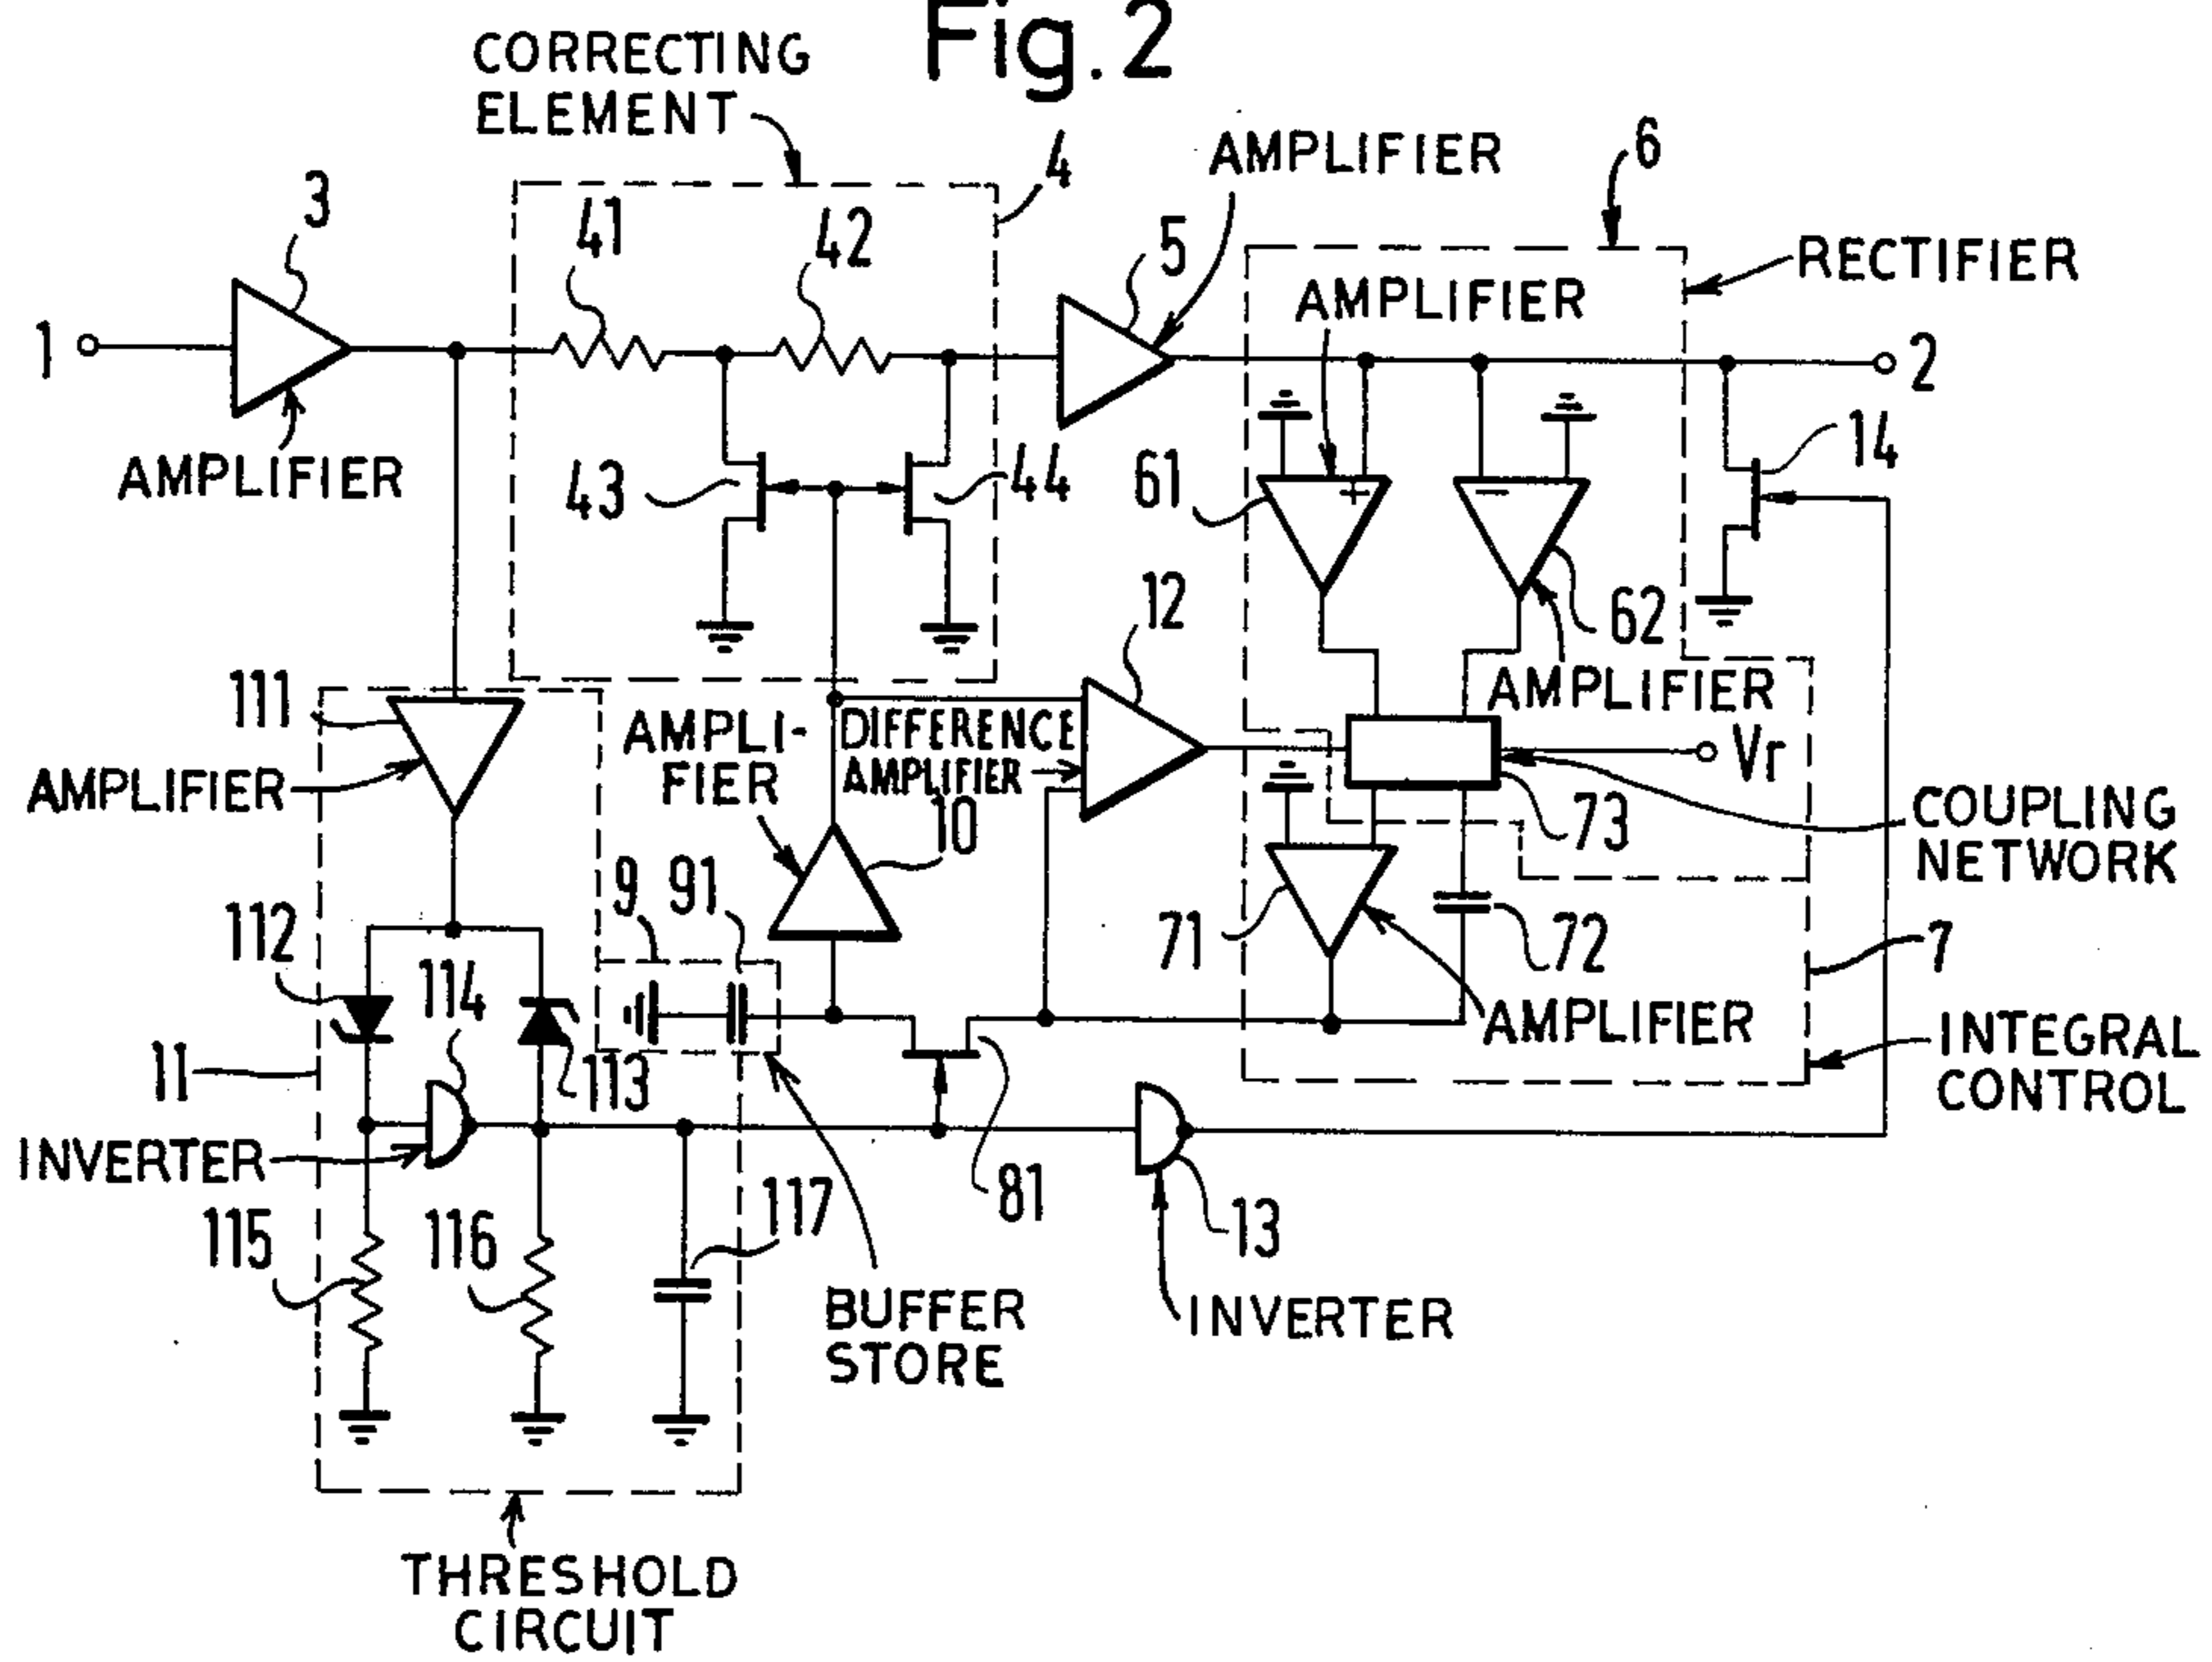 Fig. 2
CORRECTING
ELEMENT
4
AMPLIFIER
6
3
41
42
5
AMPLIFIER
RECTIFIER
1
2
AMPLIFIER
43
44
61
+
−
14
12
62
AMPLIFIER
111
AMPLI-
FIER
DIFFERENCE
AMPLIFIER
Vr
AMPLIFIER
10
73
COUPLING
NETWORK
9
91
112
114
71
72
7
AMPLIFIER
11
113
INTEGRAL
CONTROL
INVERTER
81
115
116
117
13
BUFFER
STORE
INVERTER
THRESHOLD
CIRCUIT